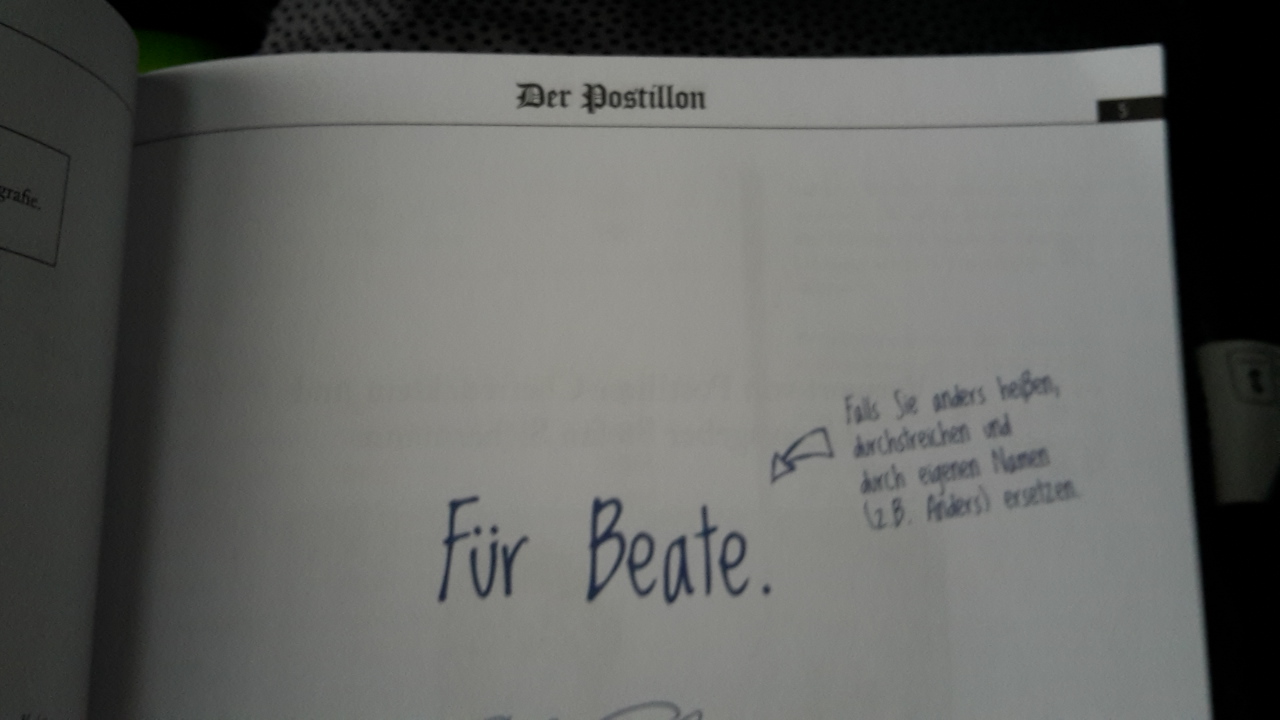 Der Postillon
5
grafie.
Falls Sie anders heißen,
durchstreichen und
durch eigenen Namen
(z.B. Anders) ersetzen.
Für Beate.
t